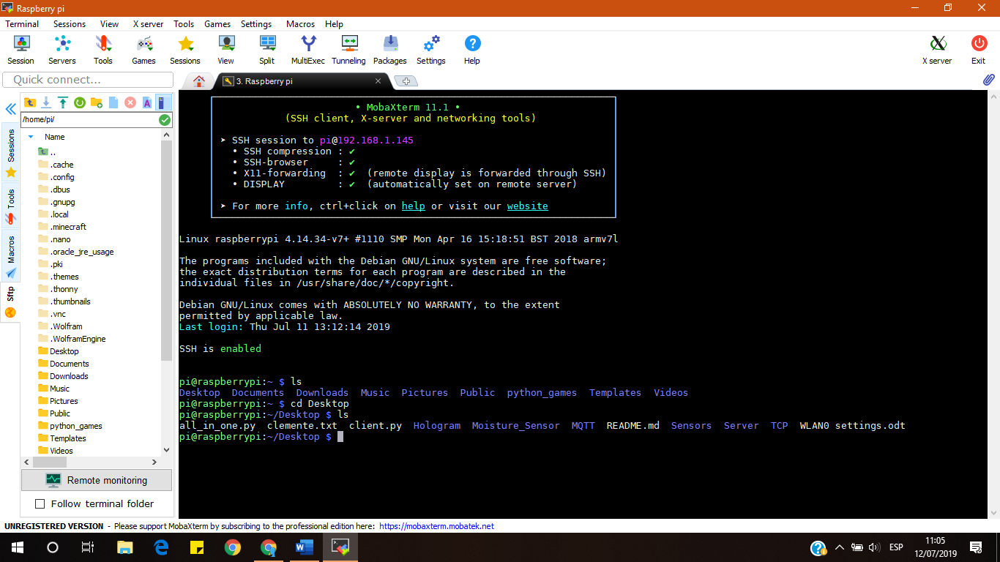 Raspberry pi
Terminal Sessions View X server Tools Games Settings Macros Help
Session Servers Tools Games Sessions View Split MultiExec Tunneling Packages Settings Help X server Exit
Quick connect...
3. Raspberry pi
/home/pi/
Name
..
.cache
.config
.dbus
.gnupg
.local
.minecraft
.nano
.oracle_jre_usage
.pki
.themes
.thonny
.thumbnails
.vnc
.Wolfram
.WolframEngine
Desktop
Documents
Downloads
Music
Pictures
Public
python_games
Templates
Videos
Remote monitoring
Follow terminal folder
Sessions
Tools
Macros
Sftp
• MobaXterm 11.1 •
(SSH client, X-server and networking tools)
➤ SSH session to pi@192.168.1.145
• SSH compression : ✔
• SSH-browser : ✔
• X11-forwarding : ✔ (remote display is forwarded through SSH)
• DISPLAY : ✔ (automatically set on remote server)
➤ For more info, ctrl+click on help or visit our website
Linux raspberrypi 4.14.34-v7+ #1110 SMP Mon Apr 16 15:18:51 BST 2018 armv7l
The programs included with the Debian GNU/Linux system are free software;
the exact distribution terms for each program are described in the
individual files in /usr/share/doc/*/copyright.
Debian GNU/Linux comes with ABSOLUTELY NO WARRANTY, to the extent
permitted by applicable law.
Last login: Thu Jul 11 13:12:14 2019
SSH is enabled
pi@raspberrypi:~ $ ls
Desktop Documents Downloads Music Pictures Public python_games Templates Videos
pi@raspberrypi:~ $ cd Desktop
pi@raspberrypi:~/Desktop $ ls
all_in_one.py clemente.txt client.py Hologram Moisture_Sensor MQTT README.md Sensors Server TCP WLAN0 settings.odt
pi@raspberrypi:~/Desktop $
UNREGISTERED VERSION - Please support MobaXterm by subscribing to the professional edition here: https://mobaxterm.mobatek.net
ESP
11:05
12/07/2019